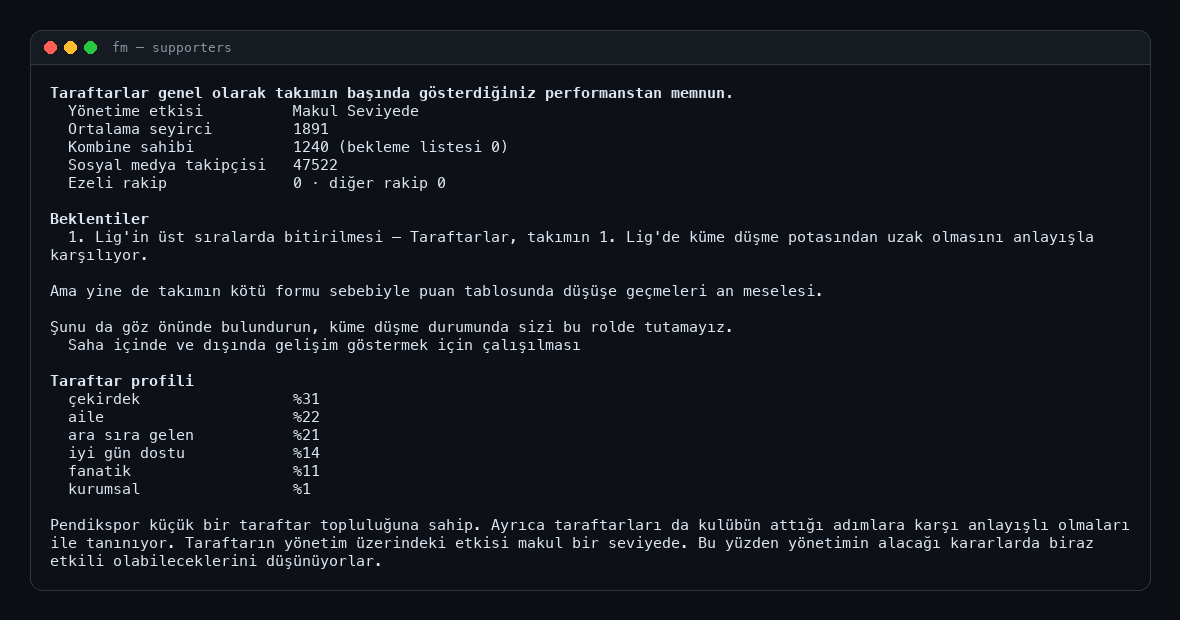 fm — supporters
Taraftarlar genel olarak takımın başında gösterdiğiniz performanstan memnun.
Yönetime etkisi Makul Seviyede
Ortalama seyirci 1891
Kombine sahibi 1240 (bekleme listesi 0)
Sosyal medya takipçisi 47522
Ezeli rakip 0 · diğer rakip 0
Beklentiler
1. Lig'in üst sıralarda bitirilmesi — Taraftarlar, takımın 1. Lig'de küme düşme potasından uzak olmasını anlayışla
karşılıyor.
Ama yine de takımın kötü formu sebebiyle puan tablosunda düşüşe geçmeleri an meselesi.
Şunu da göz önünde bulundurun, küme düşme durumunda sizi bu rolde tutamayız.
Saha içinde ve dışında gelişim göstermek için çalışılması
Taraftar profili
çekirdek %31
aile %22
ara sıra gelen %21
iyi gün dostu %14
fanatik %11
kurumsal %1
Pendikspor küçük bir taraftar topluluğuna sahip. Ayrıca taraftarları da kulübün attığı adımlara karşı anlayışlı olmaları
ile tanınıyor. Taraftarın yönetim üzerindeki etkisi makul bir seviyede. Bu yüzden yönetimin alacağı kararlarda biraz
etkili olabileceklerini düşünüyorlar.